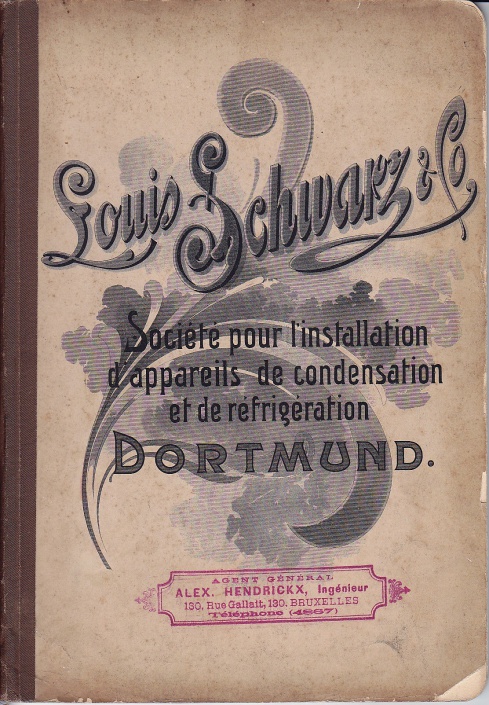 Louis Schwarz & Co
Société pour l'installation
d'appareils de condensation
et de réfrigération
DORTMUND.
AGENT GÉNÉRAL
ALEX. HENDRICKX, Ingénieur
130, Rue Gallait, 130. BRUXELLES
Téléphone (4867)